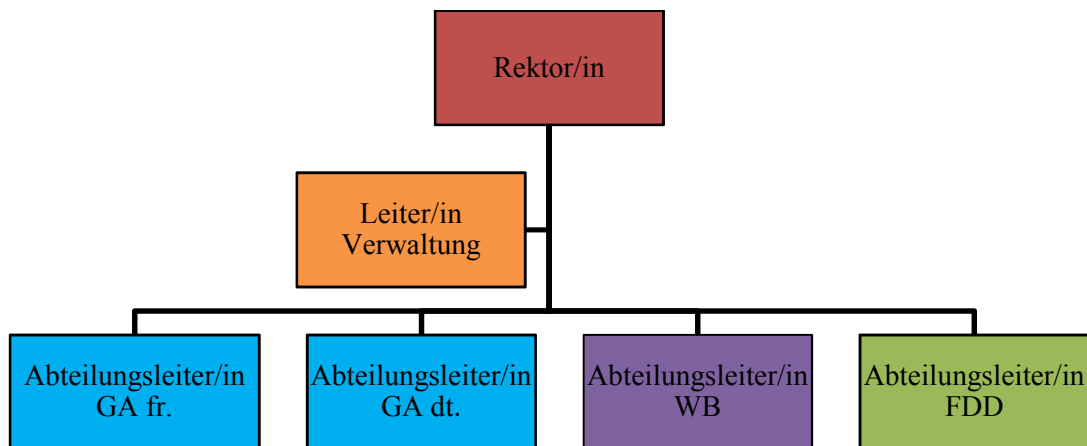 Rektor/in
Leiter/in
Verwaltung
Abteilungsleiter/in
GA fr.
Abteilungsleiter/in
GA dt.
Abteilungsleiter/in
WB
Abteilungsleiter/in
FDD